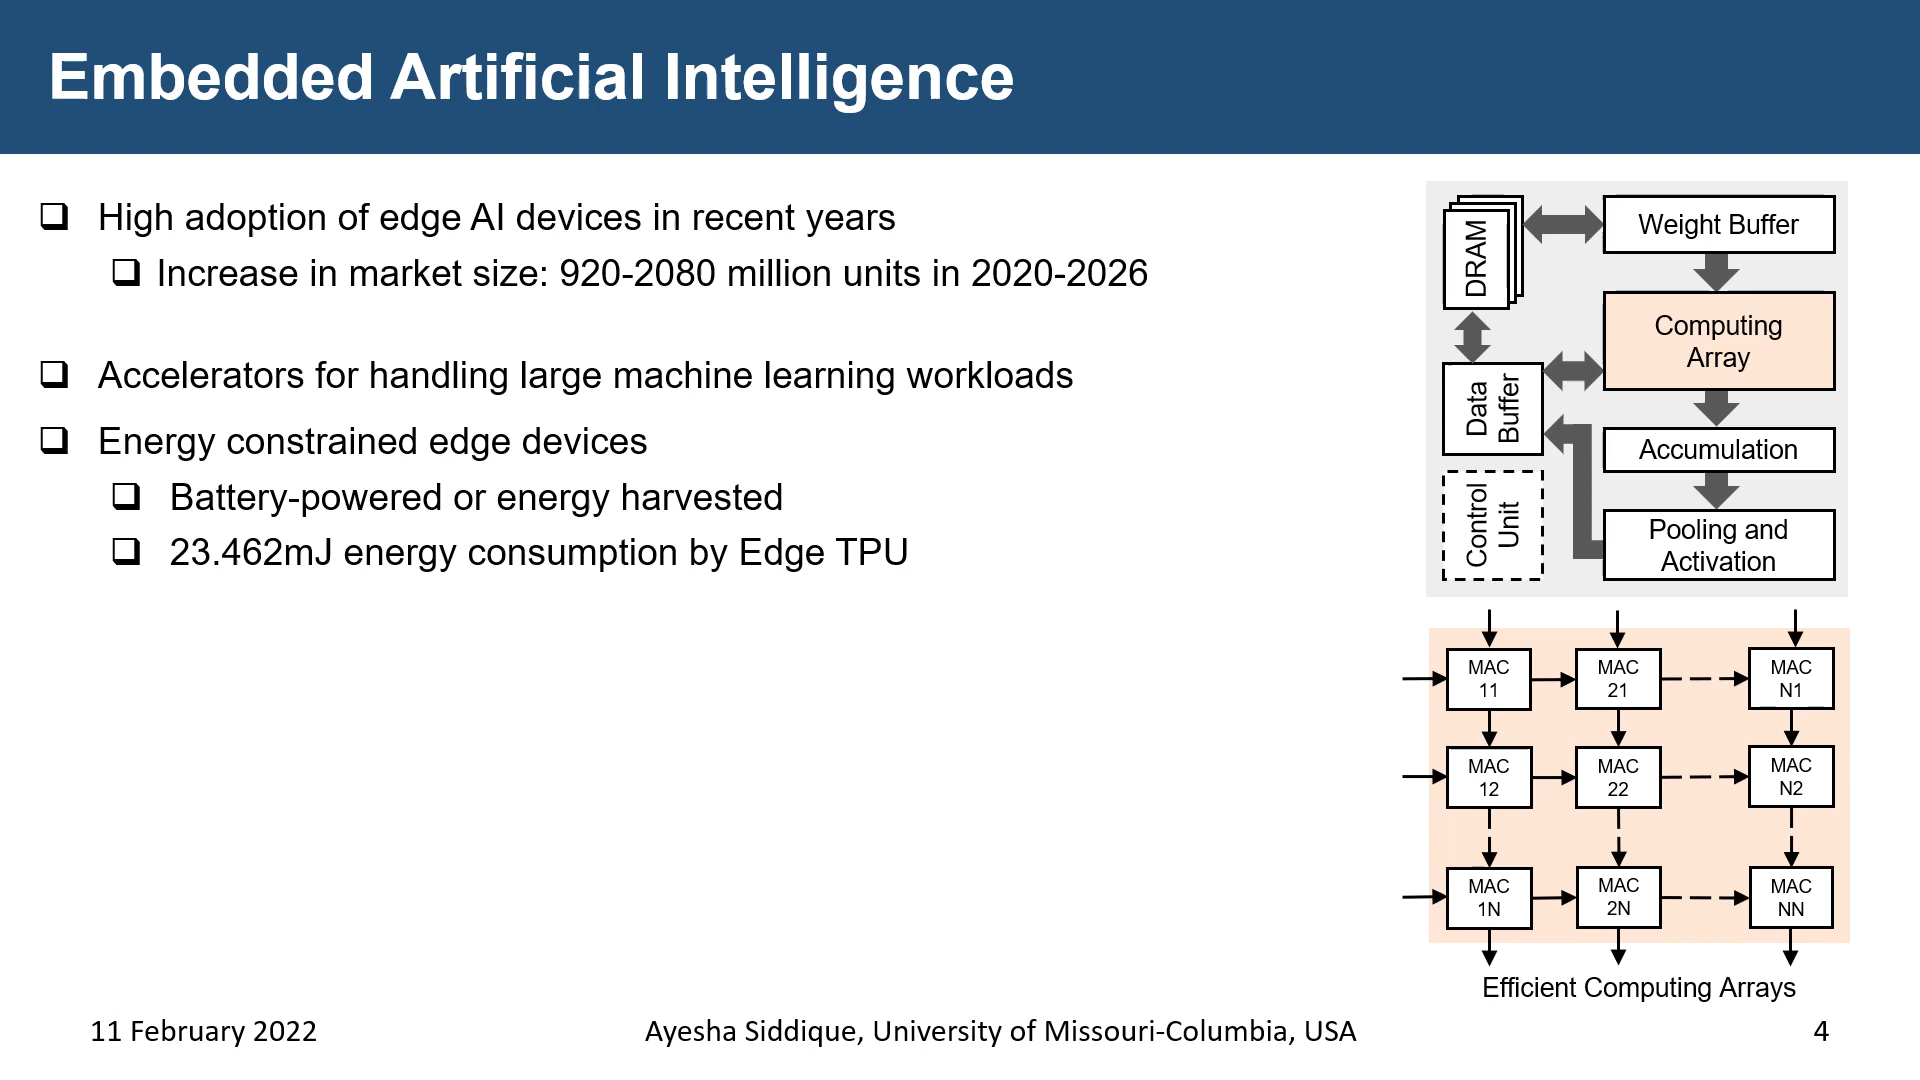 Embedded Artificial Intelligence
❑ High adoption of edge AI devices in recent years
❑ Increase in market size: 920-2080 million units in 2020-2026
❑ Accelerators for handling large machine learning workloads
❑ Energy constrained edge devices
❑ Battery-powered or energy harvested
❑ 23.462mJ energy consumption by Edge TPU
DRAM
Weight Buffer
Computing
Array
Data
Buffer
Accumulation
Control
Unit
Pooling and
Activation
MAC
11
MAC
21
MAC
N1
MAC
12
MAC
22
MAC
N2
MAC
1N
MAC
2N
MAC
NN
Efficient Computing Arrays
11 February 2022
Ayesha Siddique, University of Missouri-Columbia, USA
4